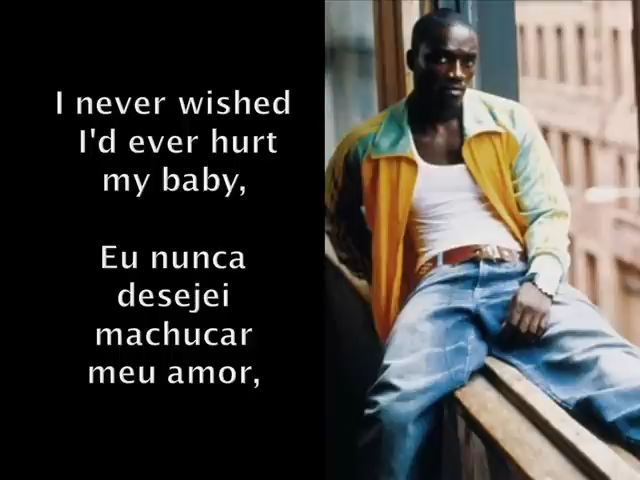 I never wished
I'd ever hurt
my baby,
Eu nunca
desejei
machucar
meu amor,